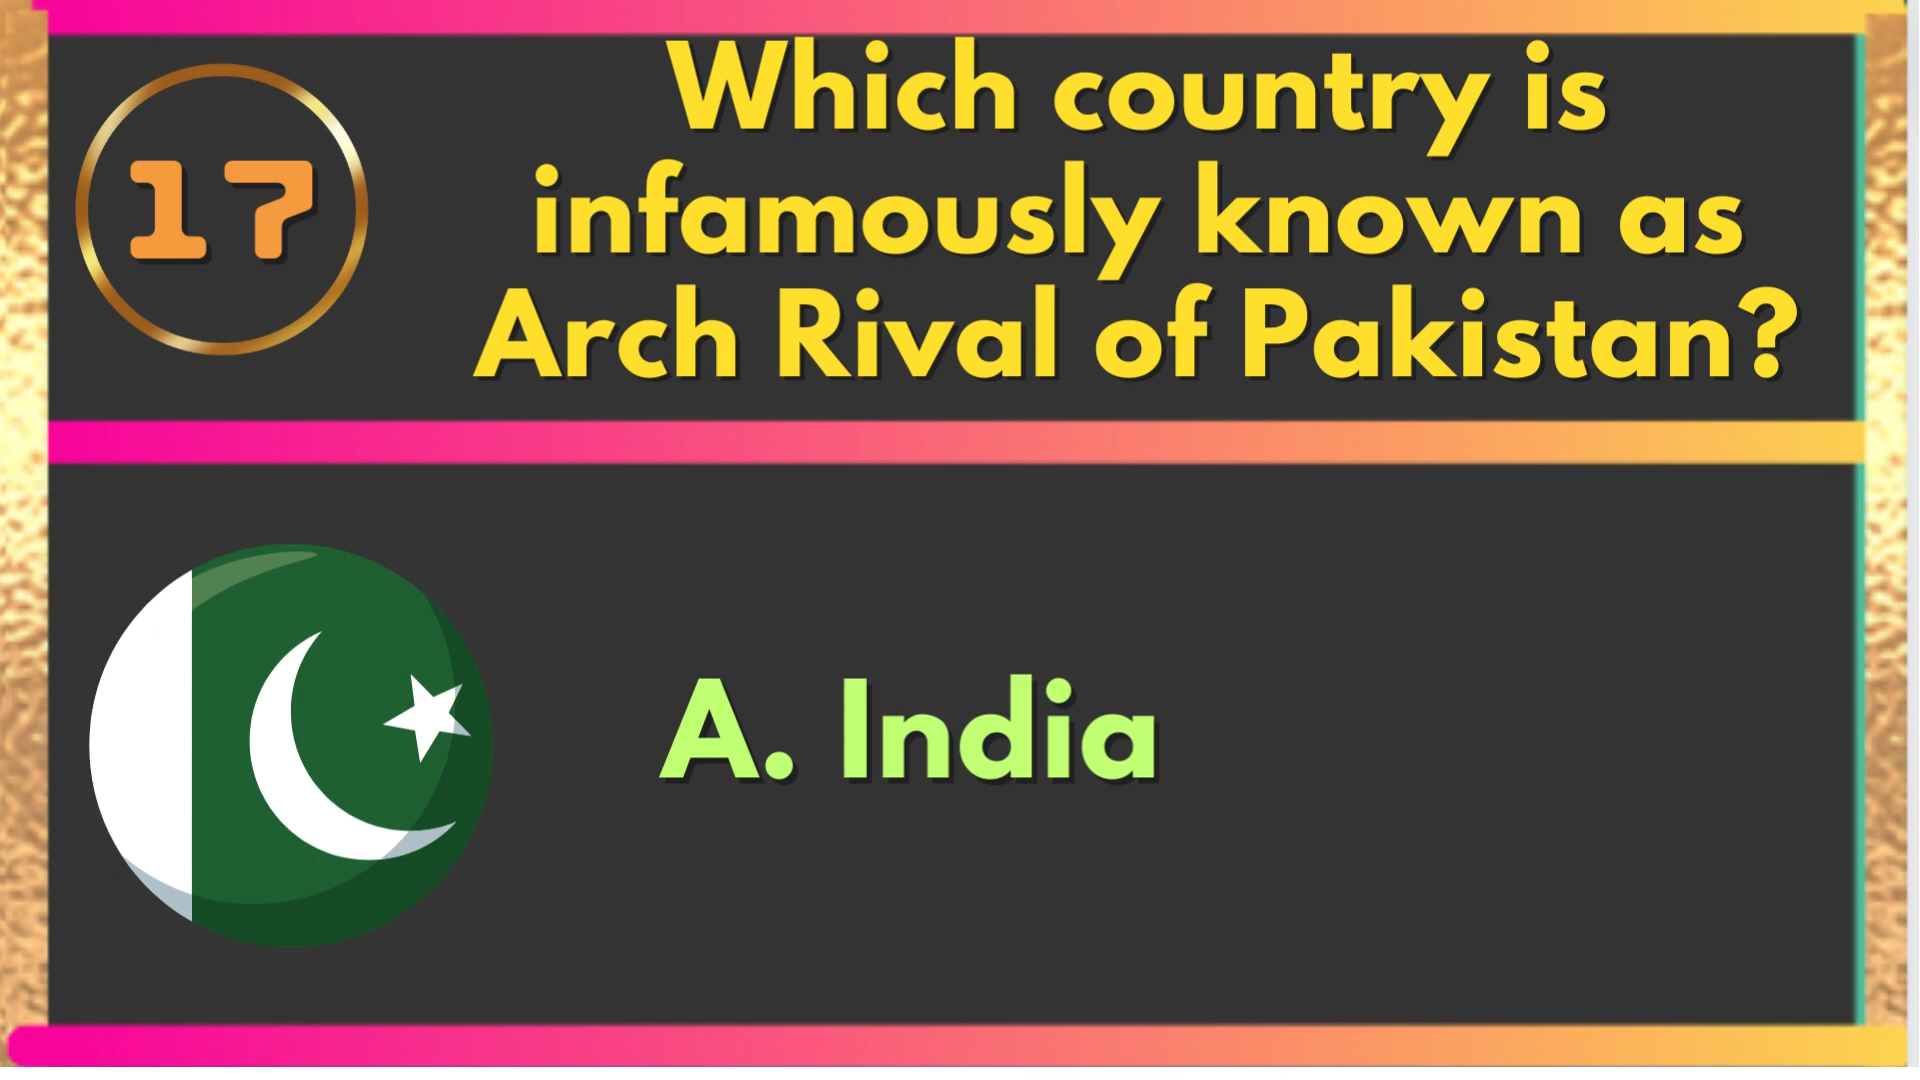 17
Which country is
infamously known as
Arch Rival of Pakistan?
A. India